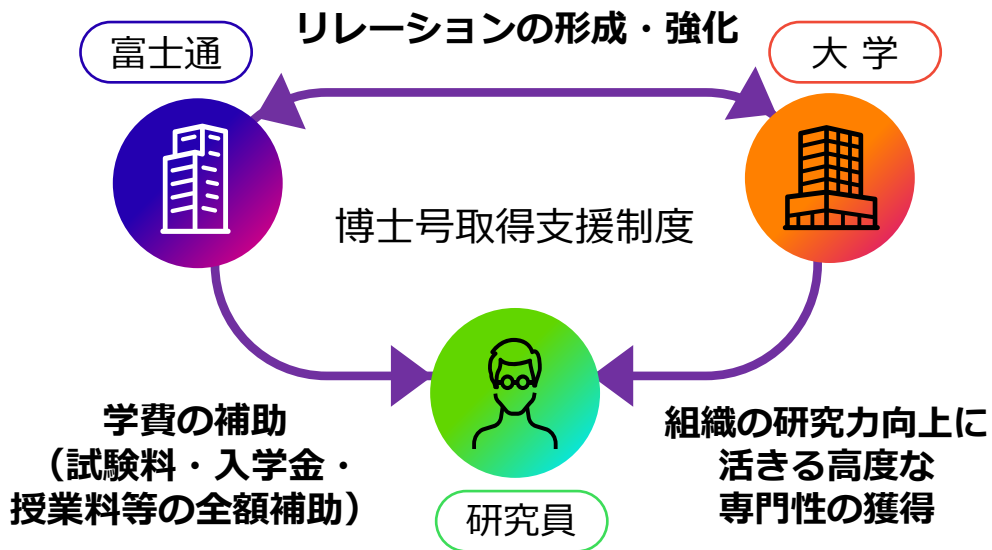 リレーションの形成・強化
富士通
大 学
博士号取得支援制度
学費の補助
（試験料・入学金・
授業料等の全額補助）
組織の研究力向上に
活きる高度な
専門性の獲得
研究員